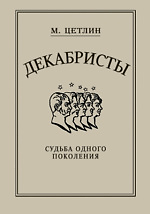 М. ЦЕТЛИН
ДЕКАБРИСТЫ
СУДЬБА ОДНОГО
ПОКОЛЕНИЯ